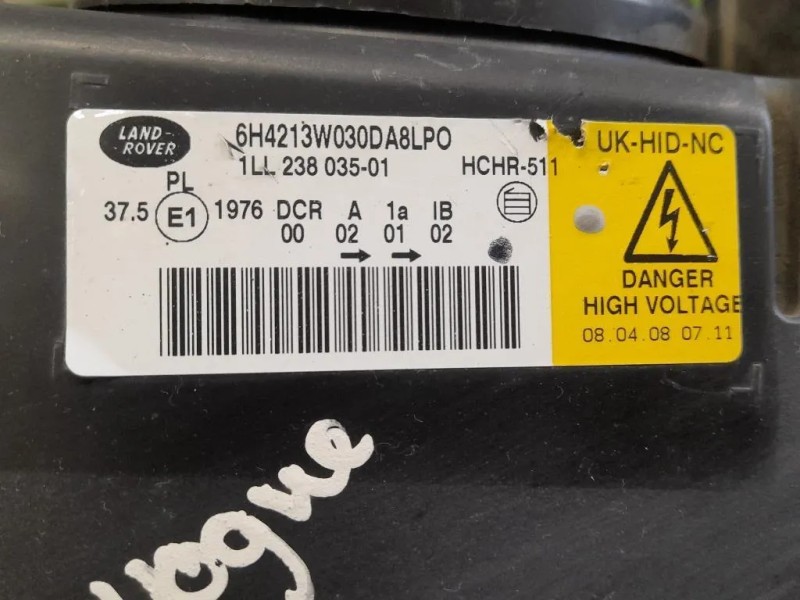 LAND-
ROVER
6H4213W030DA8LPO
1LL 238 035-01
HCHR-511
PL
37.5 E1 1976 DCR A 1a IB
00 02 01 02
UK-HID-NC
DANGER
HIGH VOLTAGE
08.04.08 07.11
vogue